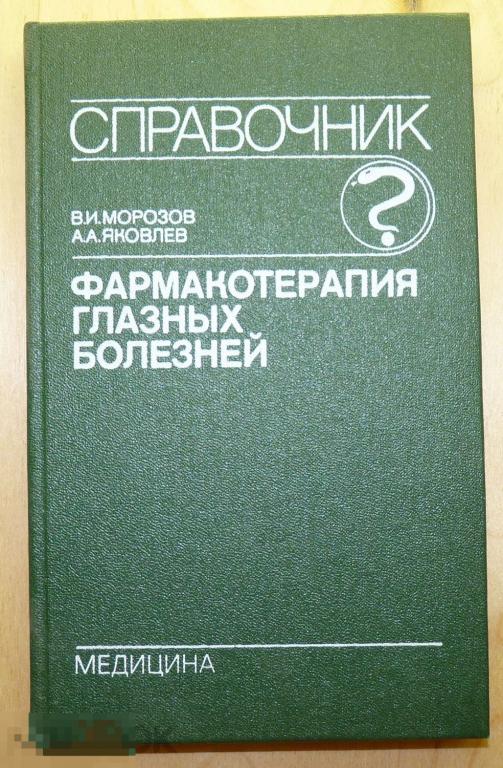 СПРАВОЧНИК
В.И.МОРОЗОВ
А.А.ЯКОВЛЕВ
ФАРМАКОТЕРАПИЯ
ГЛАЗНЫХ
БОЛЕЗНЕЙ
МЕДИЦИНА